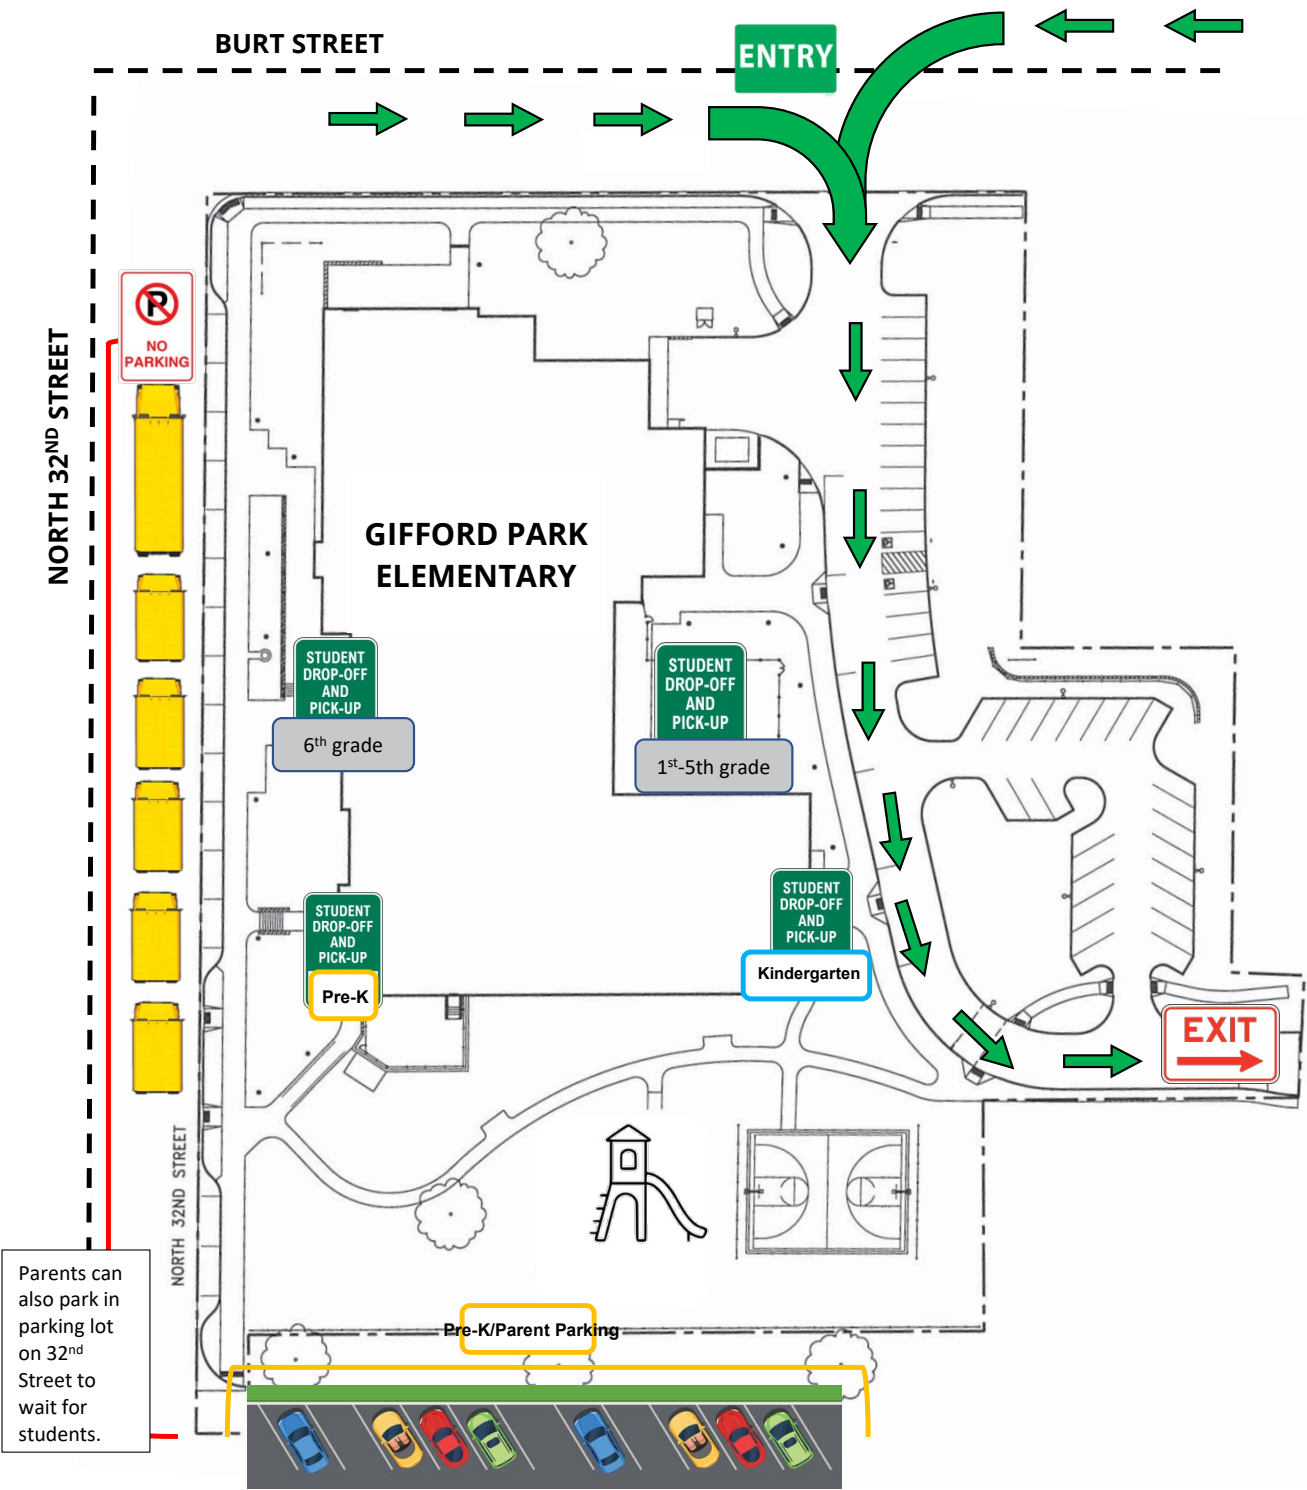 BURT STREET
ENTRY
P
NO
PARKING
NORTH 32ND STREET
GIFFORD PARK
ELEMENTARY
STUDENT
DROP-OFF
AND
PICK-UP
6th grade
STUDENT
DROP-OFF
AND
PICK-UP
1st-5th grade
STUDENT
DROP-OFF
AND
PICK-UP
Pre-K
STUDENT
DROP-OFF
AND
PICK-UP
Kindergarten
EXIT
NORTH 32ND STREET
Parents can
also park in
parking lot
on 32nd
Street to
wait for
students.
Pre-K/Parent Parking